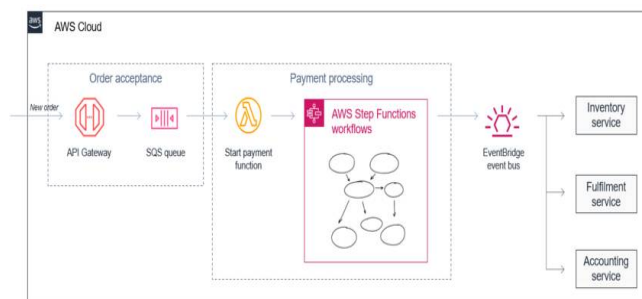 aws
AWS Cloud
Order acceptance
Payment processing
New order
API Gateway
SQS queue
Start payment
function
AWS Step Functions
workflows
EventBridge
event bus
Inventory
service
Fulfilment
service
Accounting
service